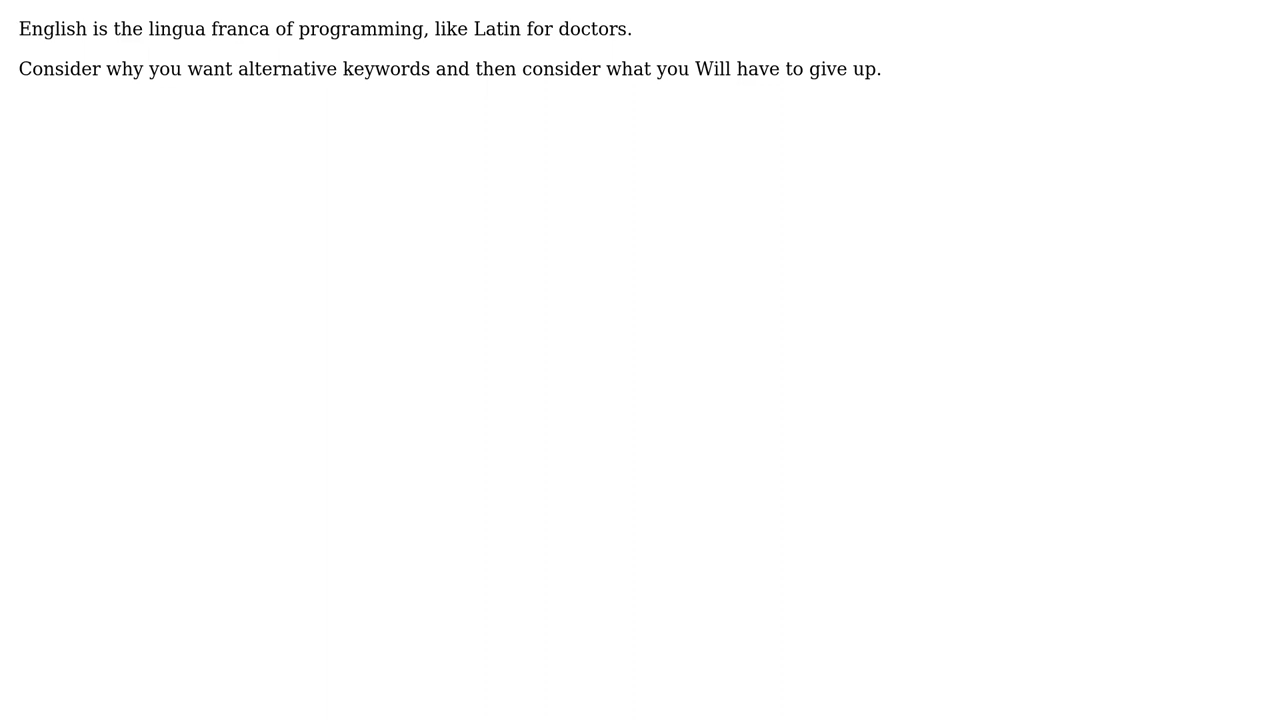 English is the lingua franca of programming, like Latin for doctors.
Consider why you want alternative keywords and then consider what you Will have to give up.